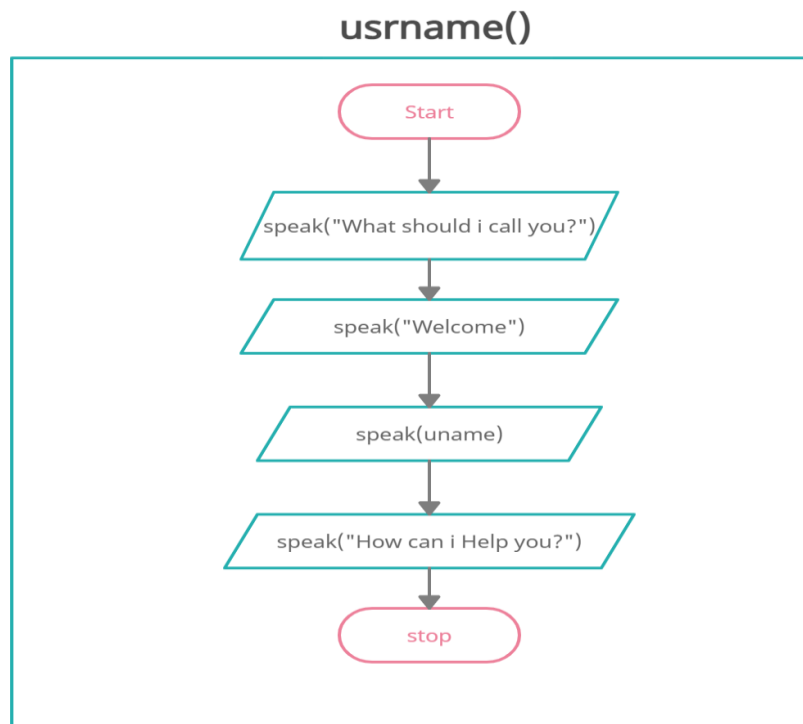 usrname()
Start
speak("What should i call you?")
speak("Welcome")
speak(uname)
speak("How can i Help you?")
stop